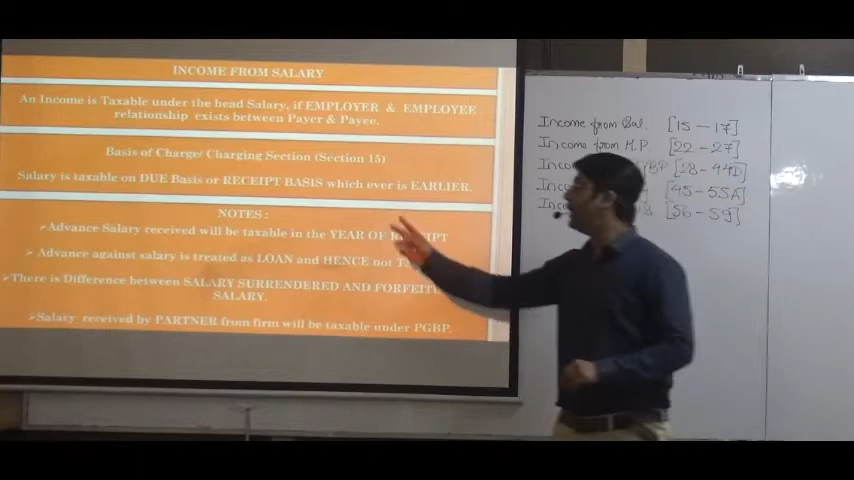 INCOME FROM SALARY
An Income is Taxable under the head Salary, if EMPLOYER & EMPLOYEE
relationship exists between Payer & Payee.
Basis of Charge/ Charging Section (Section 15)
Salary is taxable on DUE Basis or RECEIPT BASIS which ever is EARLIER.
NOTES:
➢Advance Salary received will be taxable in the YEAR OF RECEIPT
➢Advance against salary is treated as LOAN and HENCE not T
➢There is Difference between SALARY SURRENDERED AND FORFEITU
SALARY.
➢Salary received by PARTNER from firm will be taxable under PGBP.
Income from Sal. [15 - 17]
Income from H.P. [22 - 27]
Income BP [28 - 44D]
[45 - 55A]
[56 - 59]